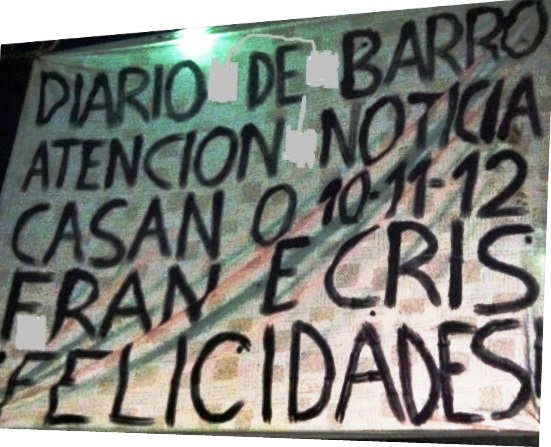 DIARIO DE BARRO
ATENCION NOTICIA
CASAN O 10-11-12
FRAN E CRIS
FELICIDADES